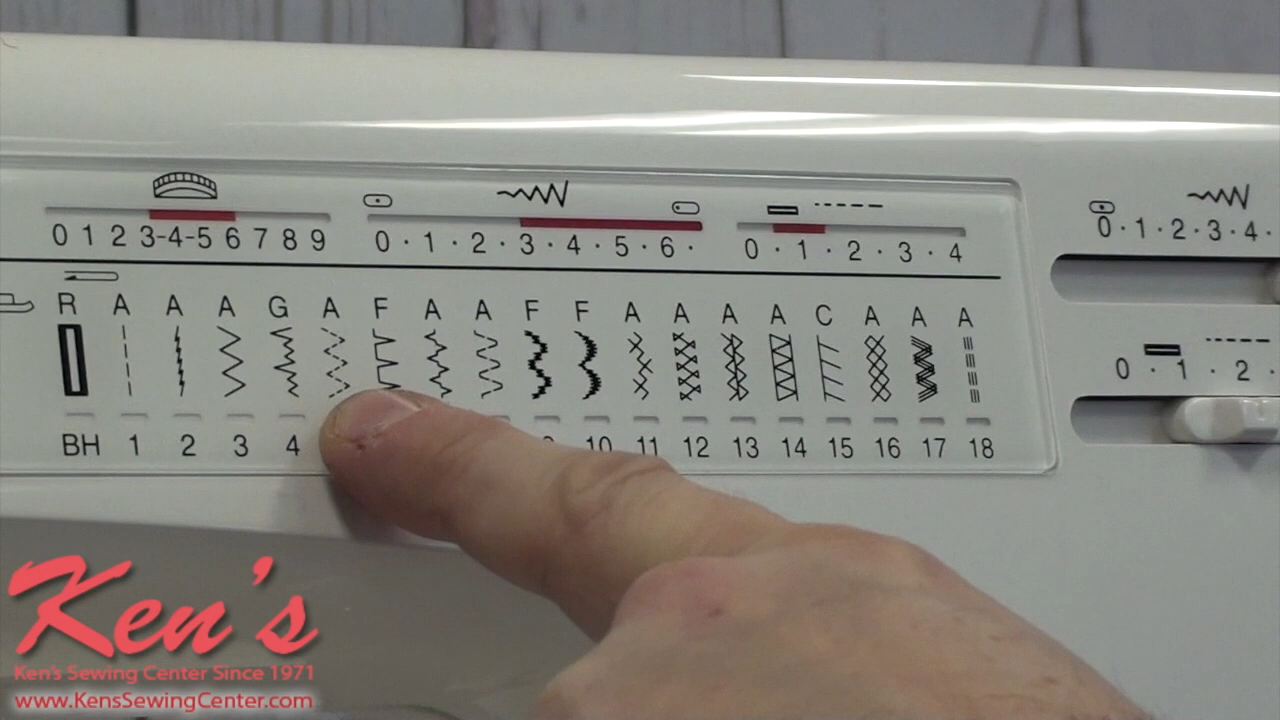 0 1 2 3-4-5 6 7 8 9
0 · 1 · 2 · 3 · 4 · 5 · 6 ·
0 · 1 · 2 · 3 · 4
0 · 1 · 2 · 3 · 4 ·
R A A A G A F A A F F A A A A C A A A
0 · 1 · 2 ·
BH 1 2 3 4 10 11 12 13 14 15 16 17 18
Ken's
Ken's Sewing Center Since 1971
www.KensSewingCenter.com